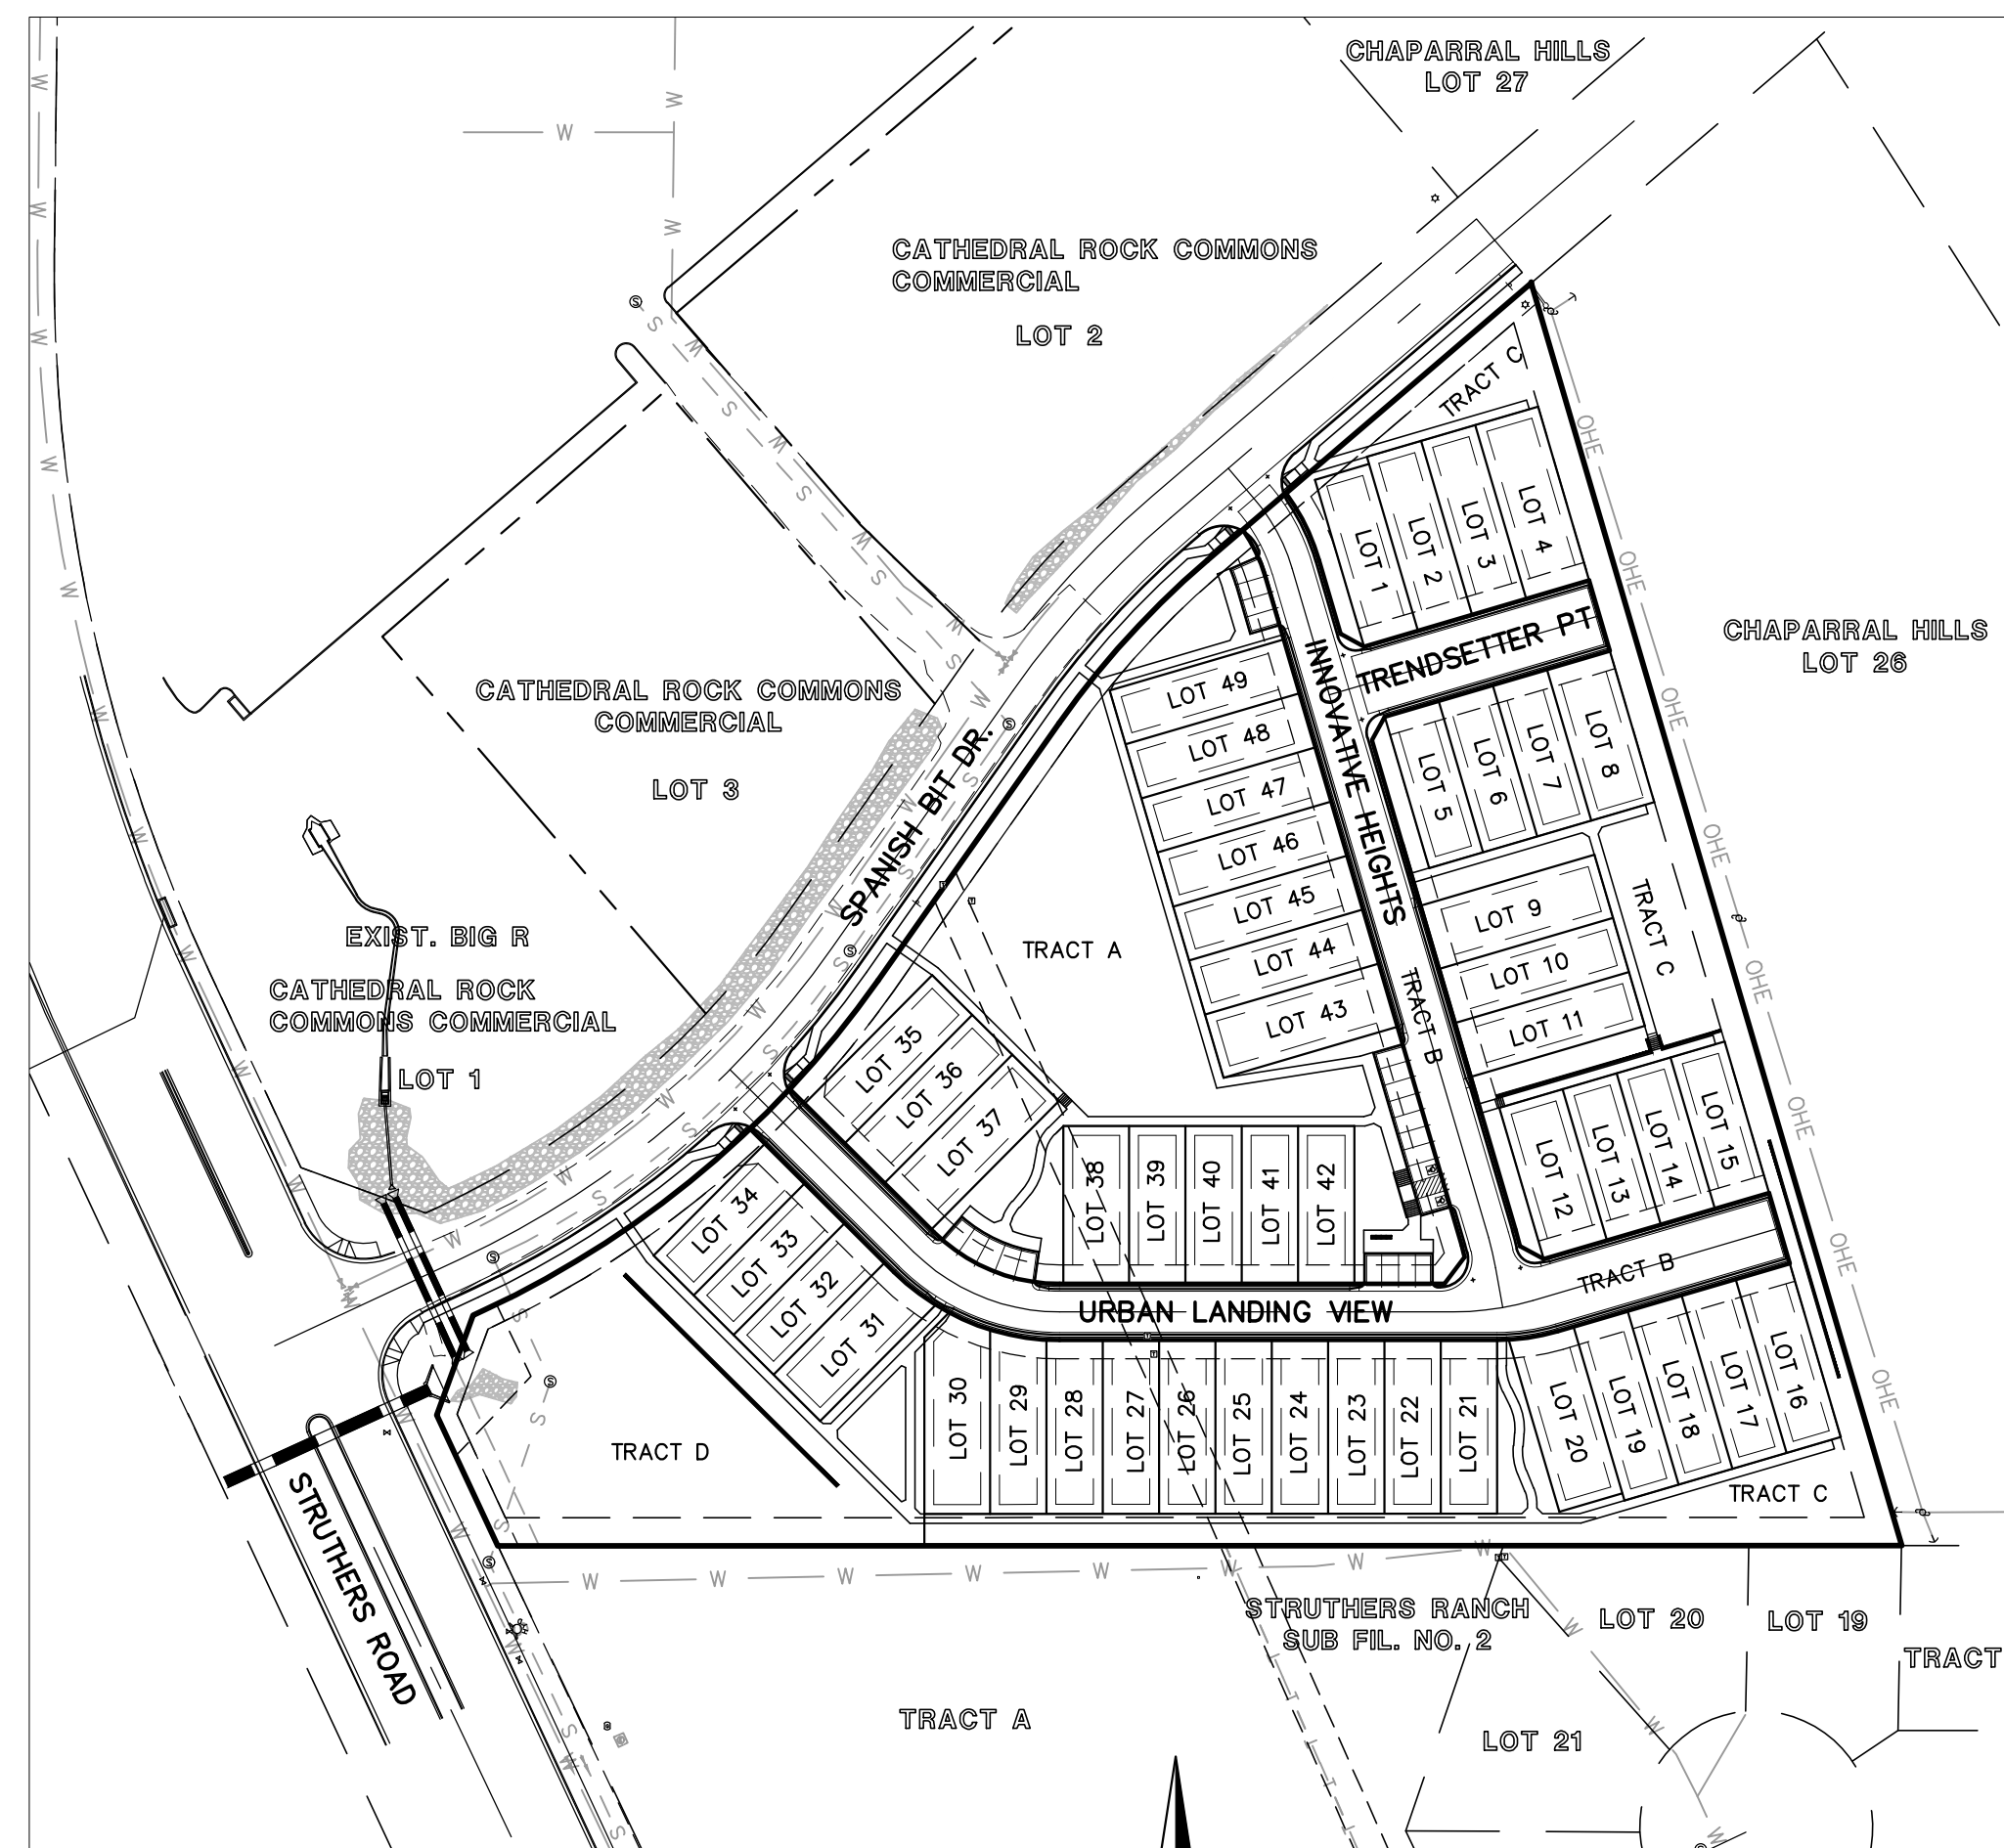 CHAPARRAL HILLS
LOT 27
CATHEDRAL ROCK COMMONS
COMMERCIAL
LOT 2
TRACT C
LOT 1
LOT 2
LOT 3
LOT 4
TRENDSETTER PT
CHAPARRAL HILLS
LOT 26
CATHEDRAL ROCK COMMONS
COMMERCIAL
LOT 3
SPANISH BIT DR.
INNOVATIVE HEIGHTS
LOT 49
LOT 48
LOT 47
LOT 46
LOT 45
LOT 44
LOT 43
LOT 5
LOT 6
LOT 7
LOT 8
LOT 9
LOT 10
LOT 11
TRACT C
TRACT A
TRACT B
EXIST. BIG R
CATHEDRAL ROCK
COMMONS COMMERCIAL
LOT 1
LOT 35
LOT 36
LOT 37
LOT 38
LOT 39
LOT 40
LOT 41
LOT 42
LOT 12
LOT 13
LOT 14
LOT 15
LOT 34
LOT 33
LOT 32
LOT 31
URBAN LANDING VIEW
TRACT B
LOT 30
LOT 29
LOT 28
LOT 27
LOT 26
LOT 25
LOT 24
LOT 23
LOT 22
LOT 21
LOT 20
LOT 19
LOT 18
LOT 17
LOT 16
TRACT D
TRACT C
STRUTHERS ROAD
STRUTHERS RANCH
SUB FIL. NO. 2
LOT 20
LOT 19
TRACT
TRACT A
LOT 21
OHE
OHE
OHE
OHE
OHE
OHE
OHE
OHE